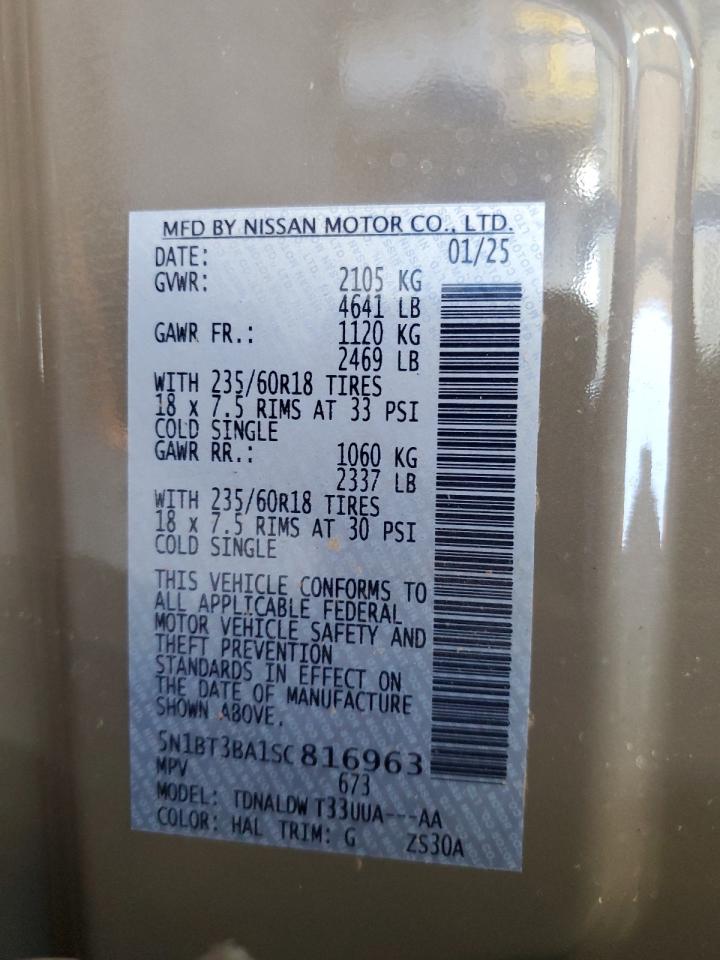 MFD BY NISSAN MOTOR CO., LTD.
DATE: 01/25
GVWR: 2105 KG
4641 LB
GAWR FR.: 1120 KG
2469 LB
WITH 235/60R18 TIRES
18 x 7.5 RIMS AT 33 PSI
COLD SINGLE
GAWR RR.: 1060 KG
2337 LB
WITH 235/60R18 TIRES
18 x 7.5 RIMS AT 30 PSI
COLD SINGLE
THIS VEHICLE CONFORMS TO
ALL APPLICABLE FEDERAL
MOTOR VEHICLE SAFETY AND
THEFT PREVENTION
STANDARDS IN EFFECT ON
THE DATE OF MANUFACTURE
SHOWN ABOVE.
5N1BT3BA1SC816963
MPV 673
MODEL: TDNALDW T33UUA---AA
COLOR: HAL TRIM: G ZS30A